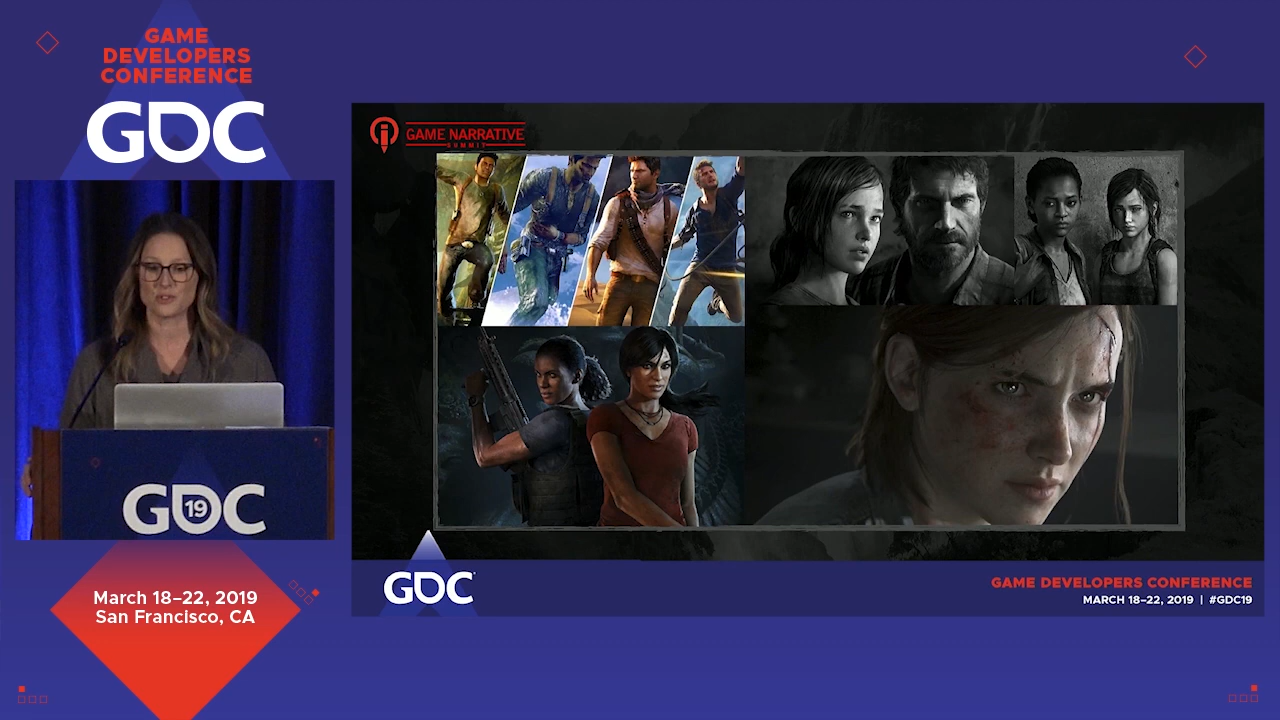 GAME
DEVELOPERS
CONFERENCE
GDC
GAME NARRATIVE
SUMMIT
GDC
19
March 18–22, 2019
San Francisco, CA
GDC
GAME DEVELOPERS CONFERENCE
MARCH 18–22, 2019 | #GDC19